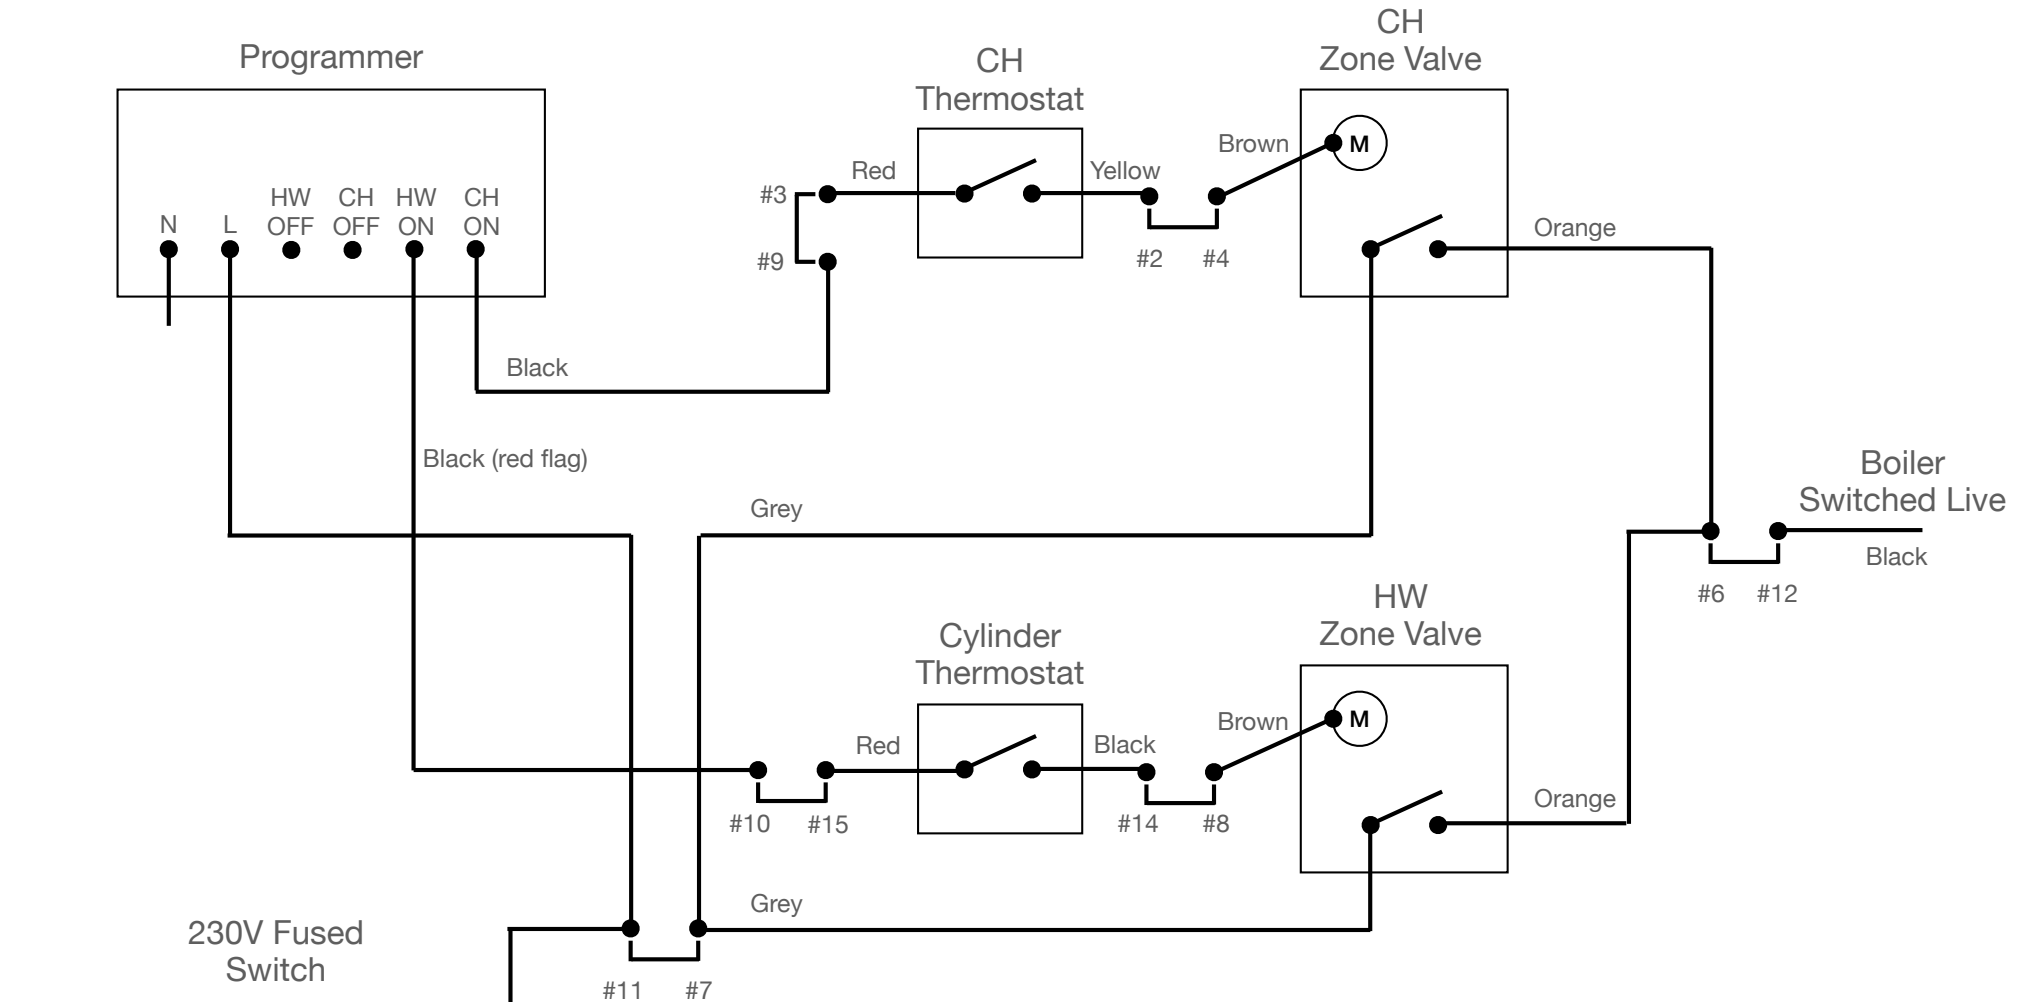 Programmer
N
L
HW
OFF
CH
OFF
HW
ON
CH
ON
Black
Black (red flag)
CH
Thermostat
#3
Red
#9
Yellow
#2
#4
CH
Zone Valve
Brown
M
Orange
Grey
Boiler
Switched Live
Black
#6
#12
Cylinder
Thermostat
#10
#15
Red
Black
#14
#8
HW
Zone Valve
Brown
M
Orange
Grey
230V Fused
Switch
#11
#7